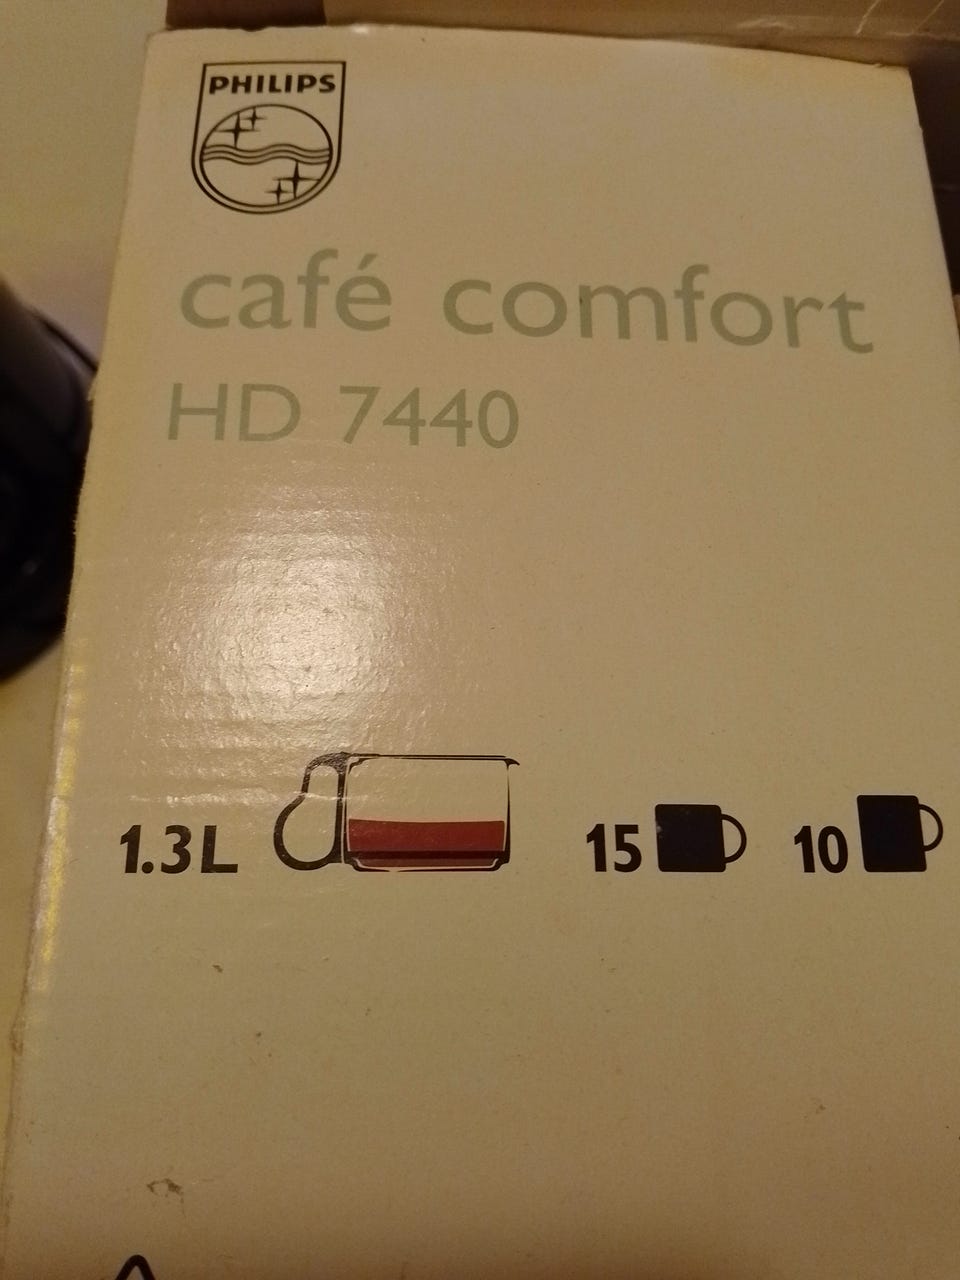 PHILIPS
café comfort
HD 7440
1.3L 15 10